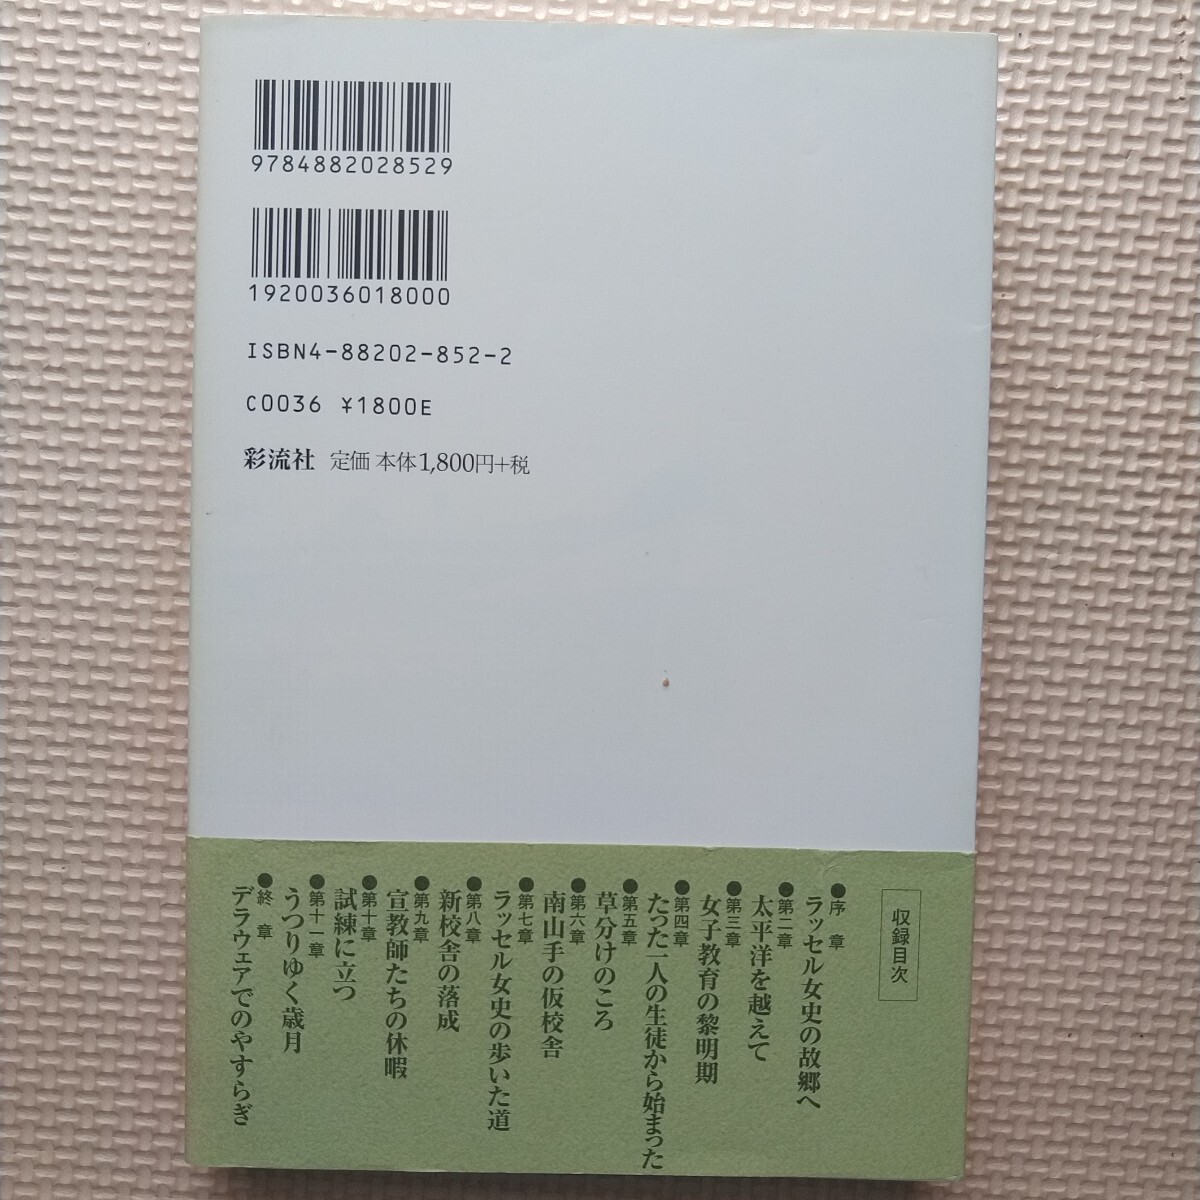 9784882028529
1920036018000
ISBN4-88202-852-2
C0036 ¥1800E
彩流社 定価 本体1,800円+税
収録目次
●序 章
ラッセル女史の故郷へ
●第二章
太平洋を越えて
●第三章
女子教育の黎明期
●第四章
たった一人の生徒から始まった
●第五章
草分けのころ
●第六章
南山手の仮校舎
●第七章
ラッセル女史の歩いた道
●第八章
新校舎の落成
●第九章
宣教師たちの休暇
●第十章
試練に立つ
●第十一章
うつりゆく歳月
●終 章
デラウェアでのやすらぎ